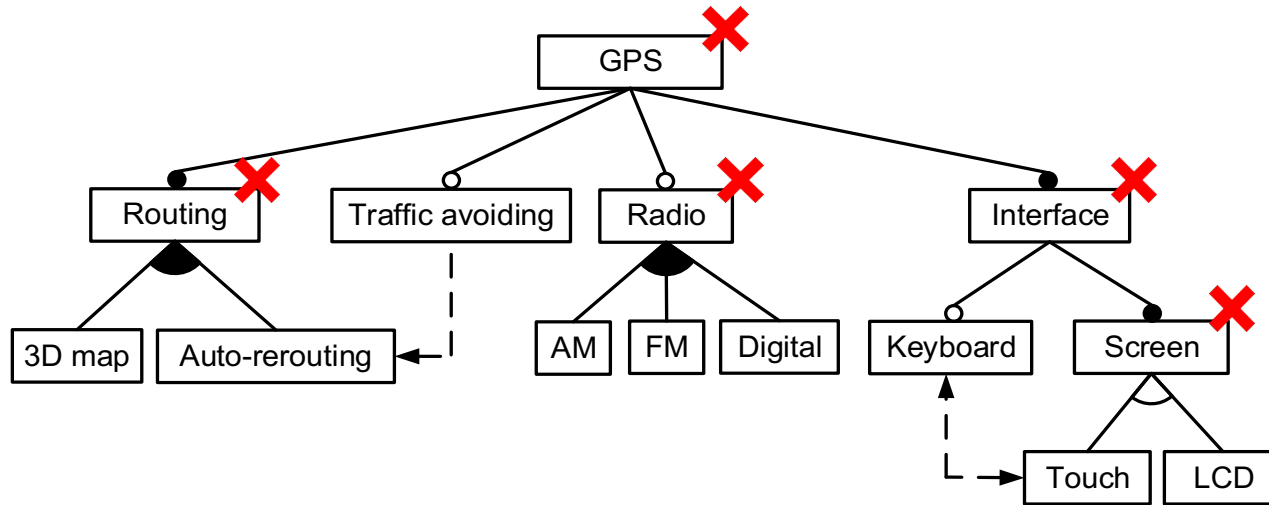 GPS
Routing
Traffic avoiding
Radio
Interface
3D map
Auto-rerouting
AM
FM
Digital
Keyboard
Screen
Touch
LCD